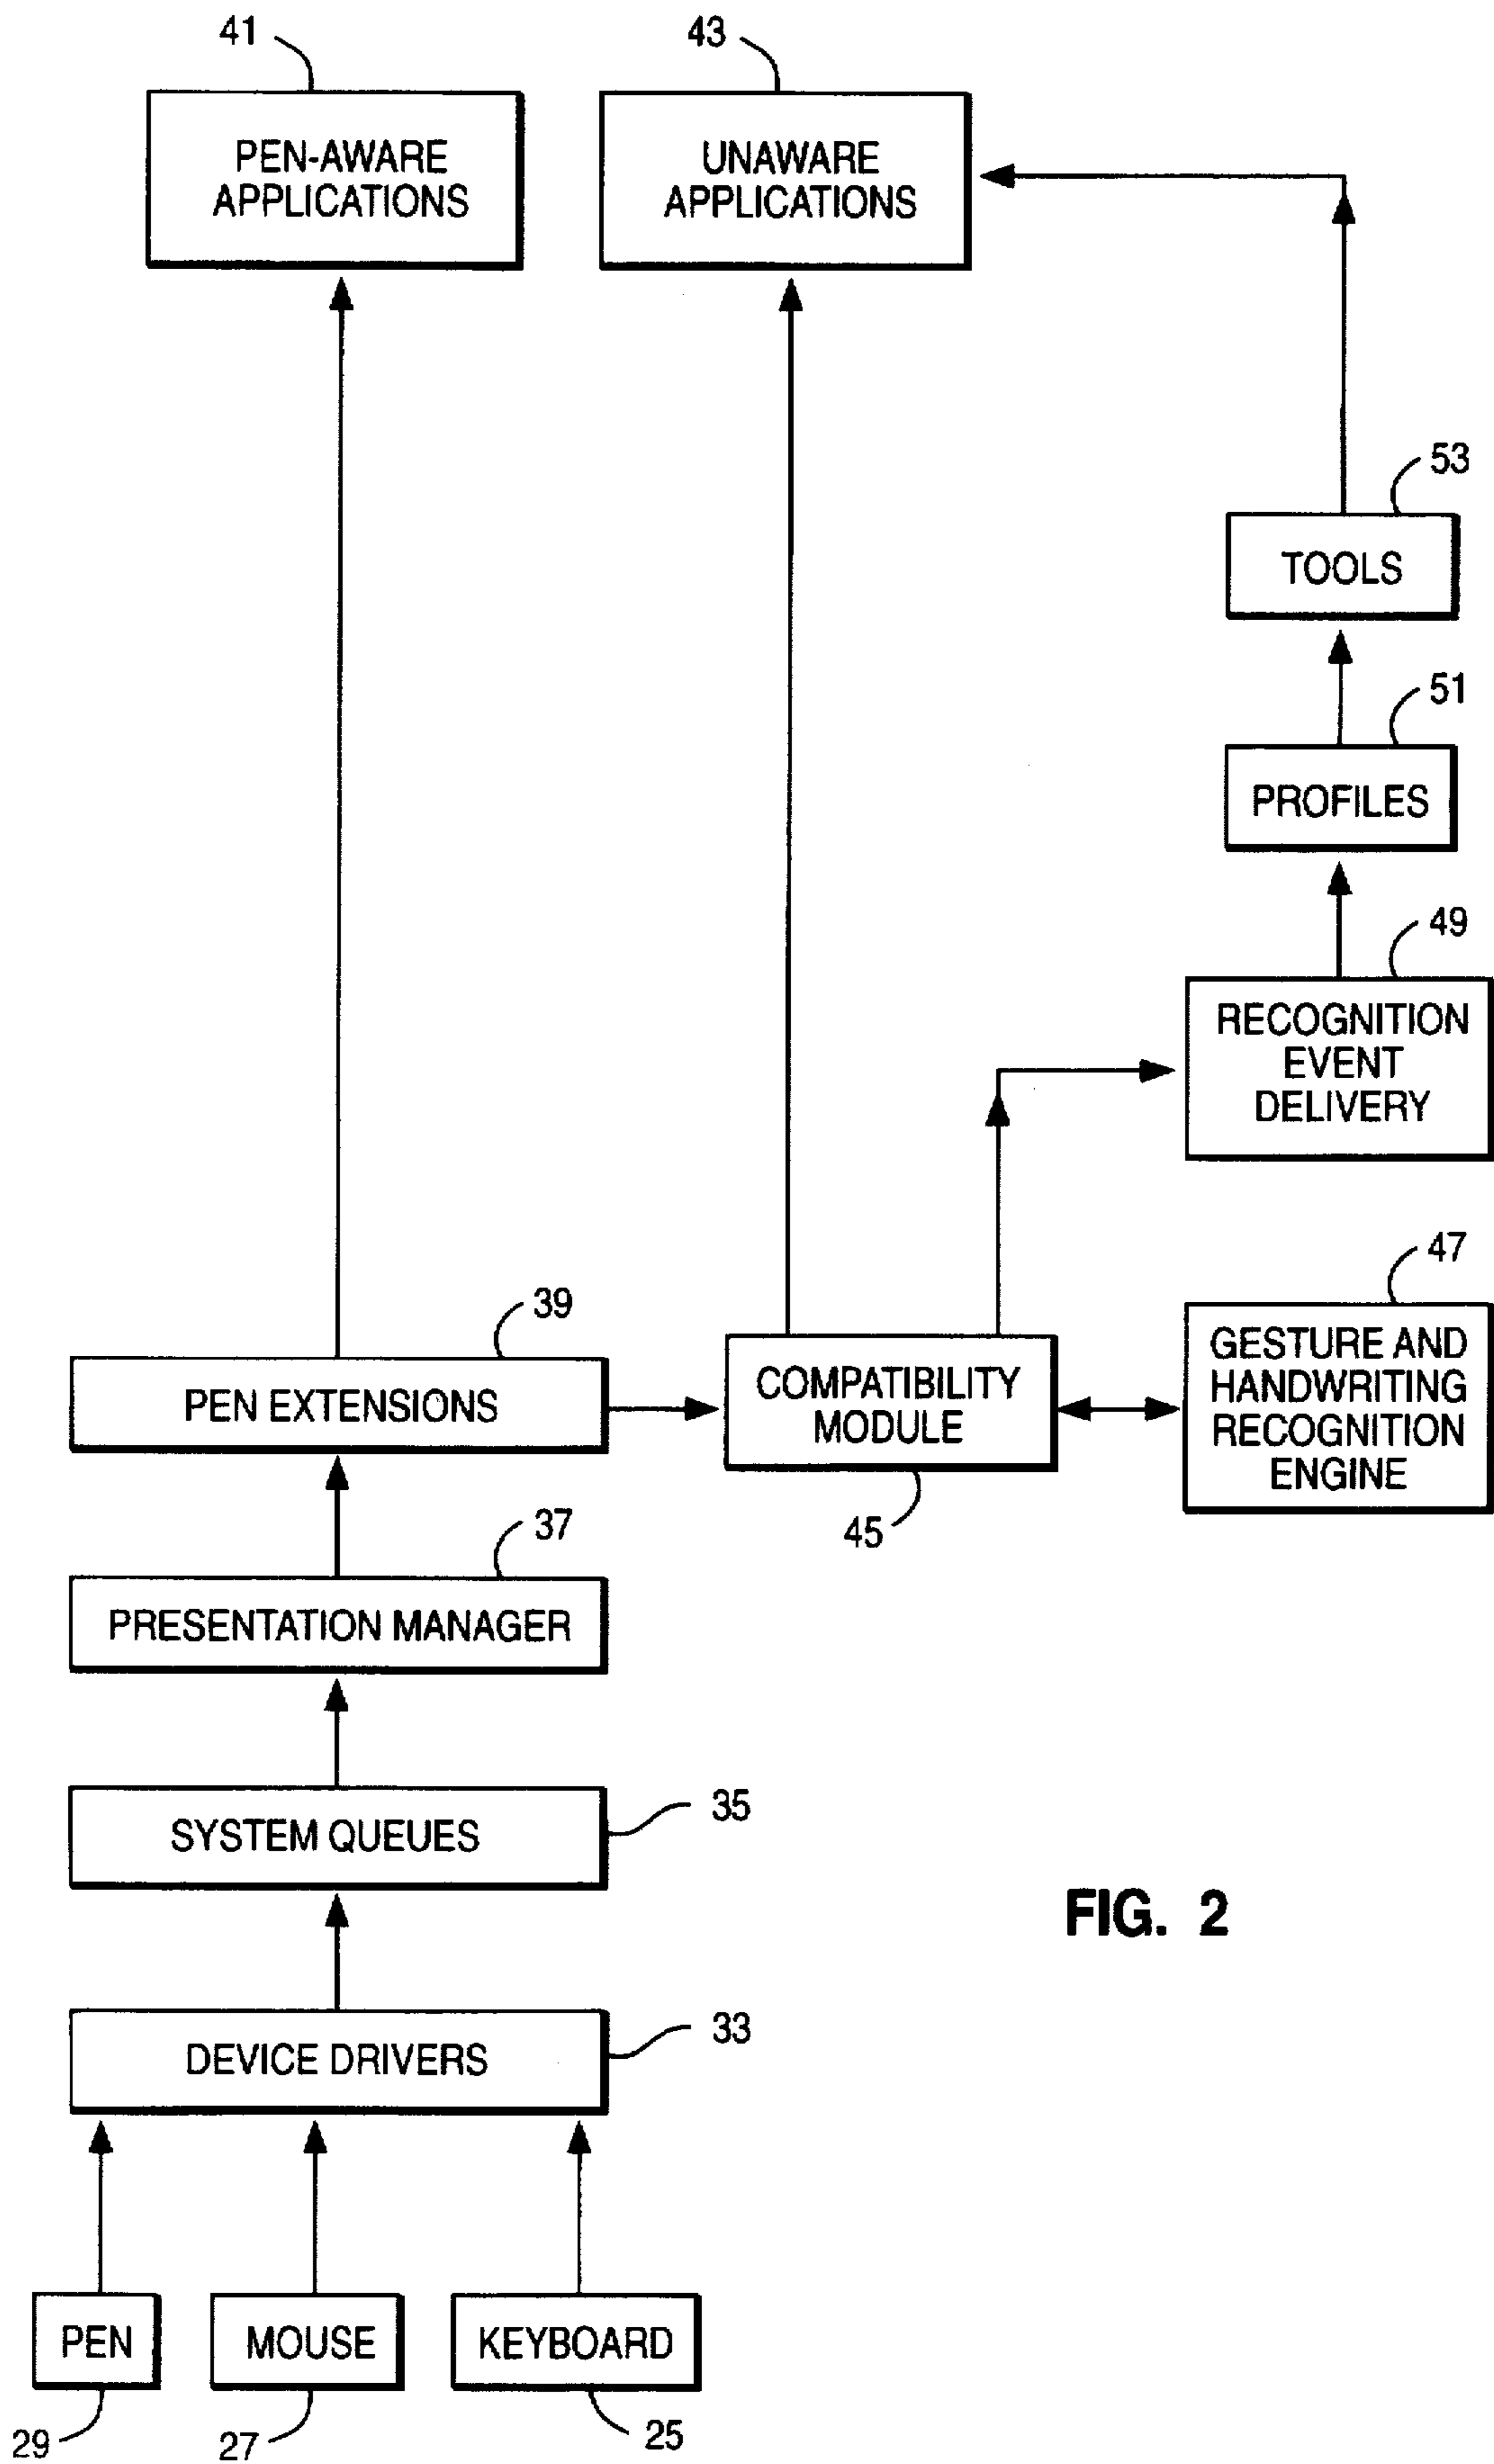 41
43
PEN-AWARE
APPLICATIONS
UNAWARE
APPLICATIONS
53
TOOLS
51
PROFILES
49
RECOGNITION
EVENT
DELIVERY
47
GESTURE AND
HANDWRITING
RECOGNITION
ENGINE
39
PEN EXTENSIONS
COMPATIBILITY
MODULE
45
37
PRESENTATION MANAGER
35
SYSTEM QUEUES
FIG. 2
33
DEVICE DRIVERS
PEN
MOUSE
KEYBOARD
29
27
25